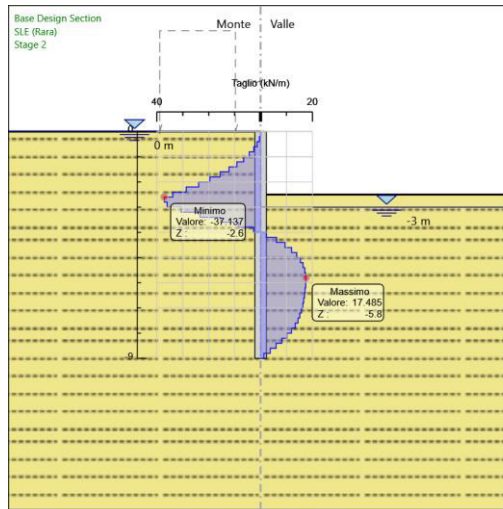 Base Design Section
SLE (Rara)
Stage 2
Monte
Valle
Taglio (kN/m)
40
20
0
0 m
-3 m
Minimo
Valore: -37.137
Z : -2.6
Massimo
Valore: 17.485
Z : -5.8
-9